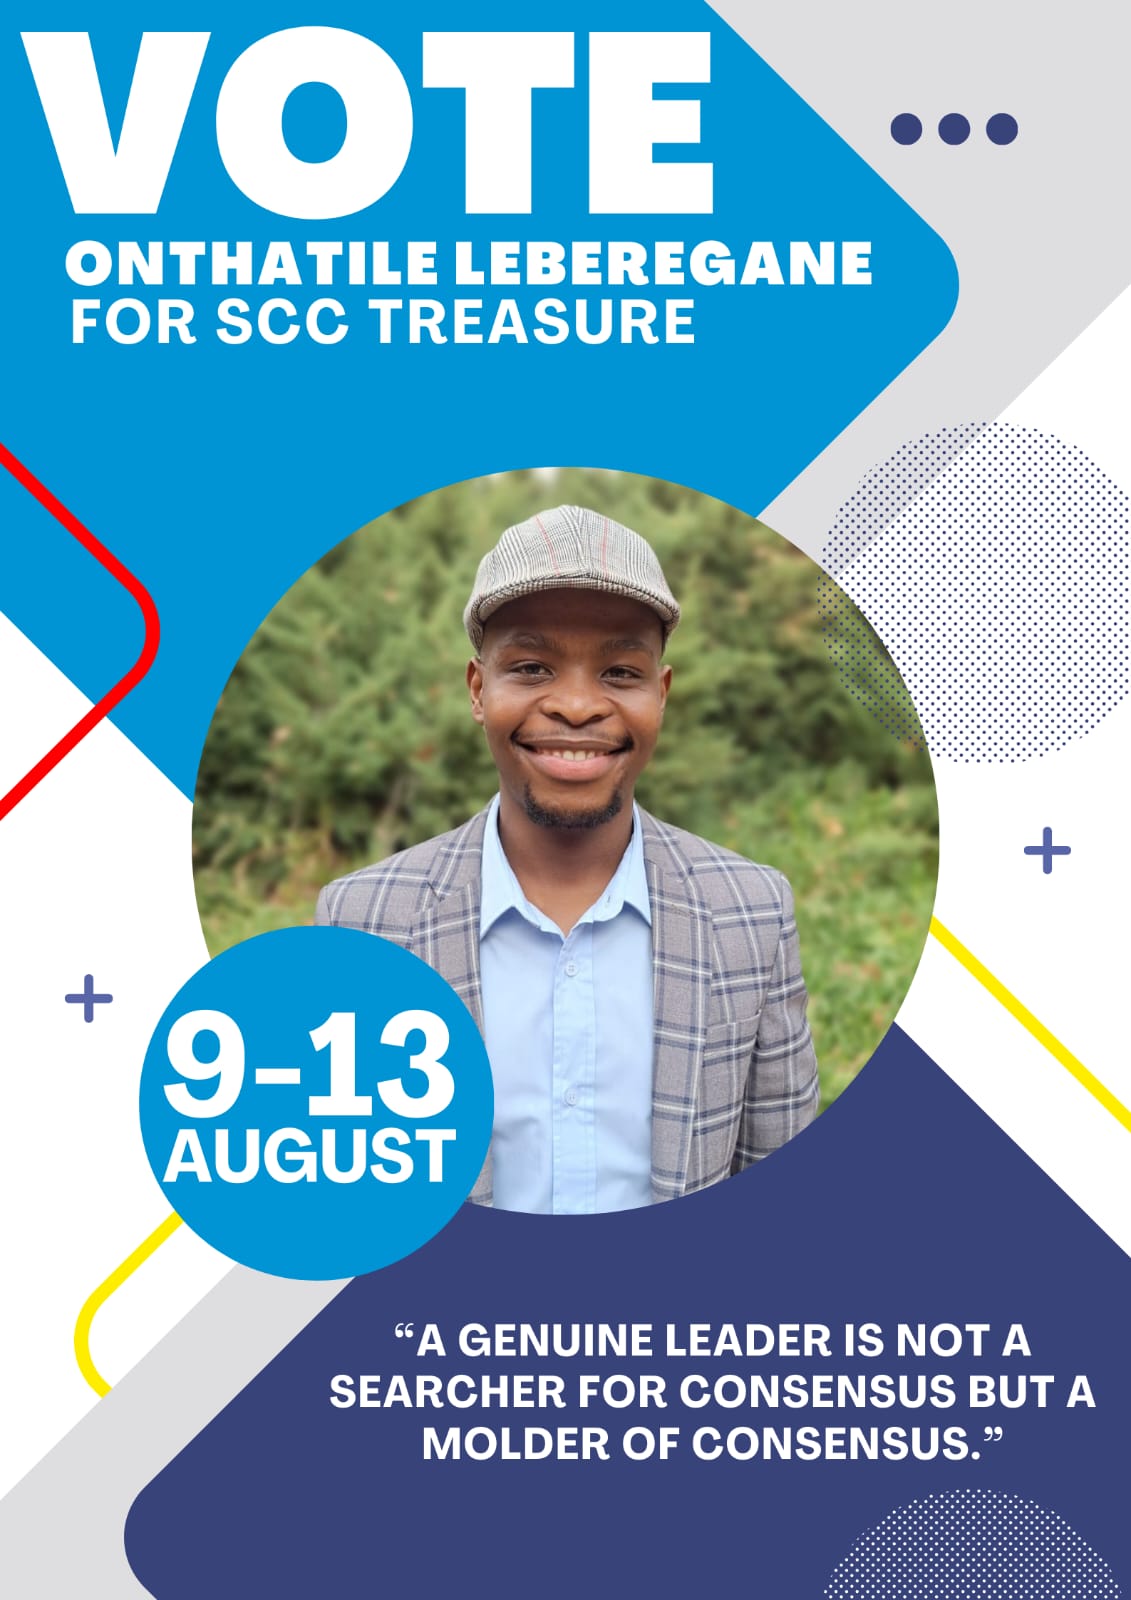 VOTE
ONTHATILE LEBEREGANE
FOR SCC TREASURE
9-13
AUGUST
“A GENUINE LEADER IS NOT A
SEARCHER FOR CONSENSUS BUT A
MOLDER OF CONSENSUS.”